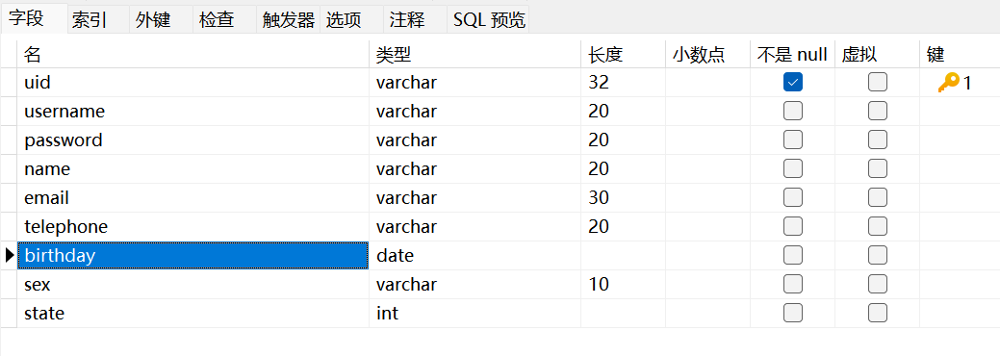 字段 索引 外键 检查 触发器 选项 注释 SQL 预览
名 类型 长度 小数点 不是 null 虚拟 键
uid varchar 32 1
username varchar 20
password varchar 20
name varchar 20
email varchar 30
telephone varchar 20
birthday date
sex varchar 10
state int